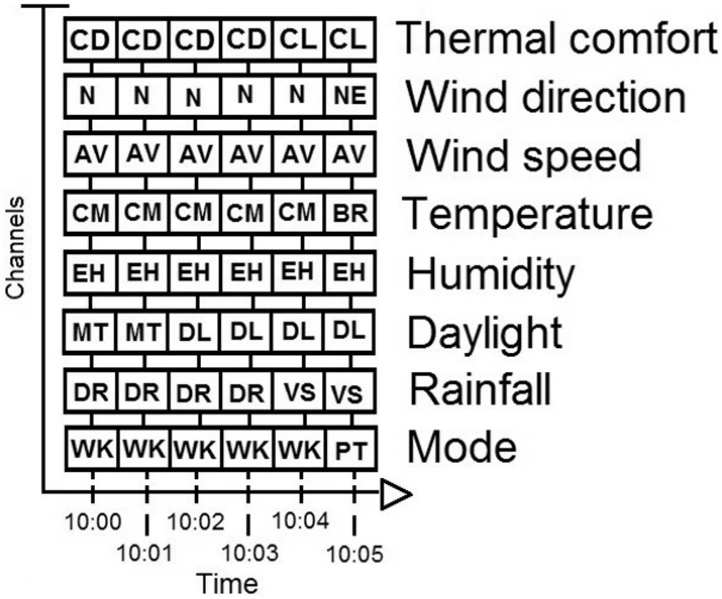 CD CD CD CD CL CL Thermal comfort
N N N N N NE Wind direction
AV AV AV AV AV AV Wind speed
CM CM CM CM CM BR Temperature
EH EH EH EH EH EH Humidity
MT MT DL DL DL DL Daylight
DR DR DR DR VS VS Rainfall
WK WK WK WK WK PT Mode
Channels
10:00 10:02 10:04
10:01 10:03 10:05
Time